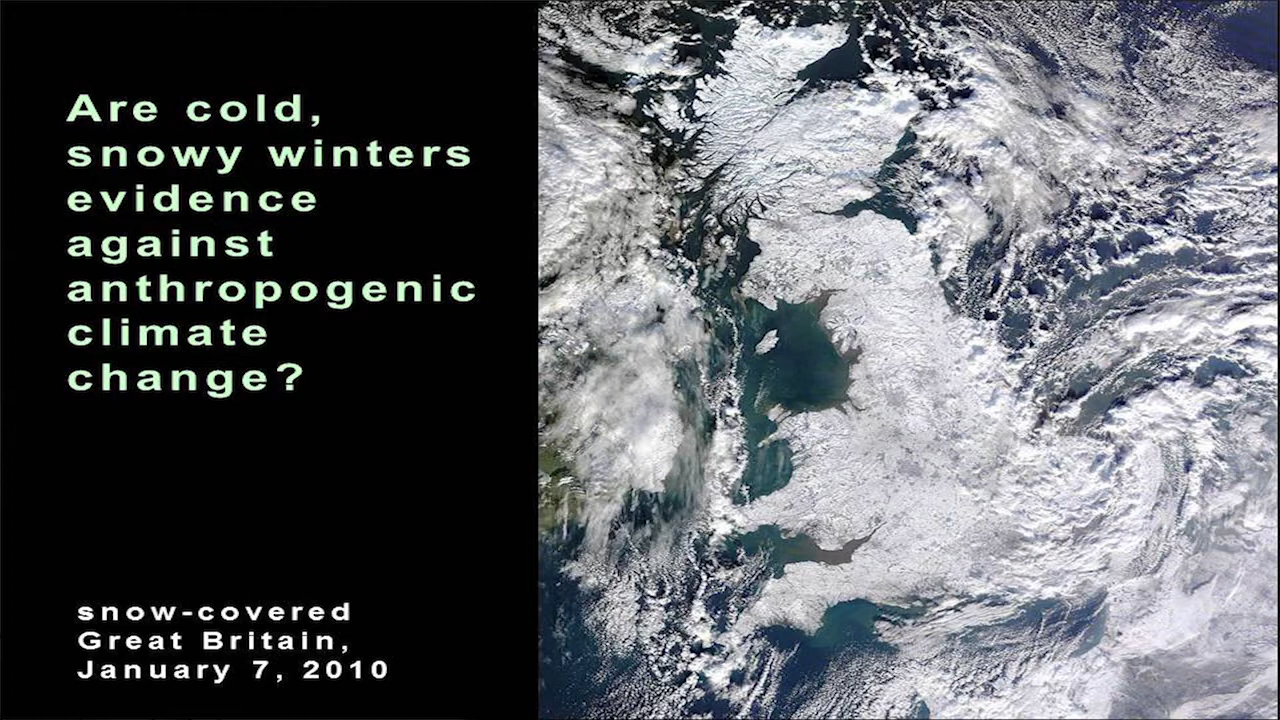 Are cold,
snowy winters
evidence
against
anthropogenic
climate
change?
snow-covered
Great Britain,
January 7, 2010